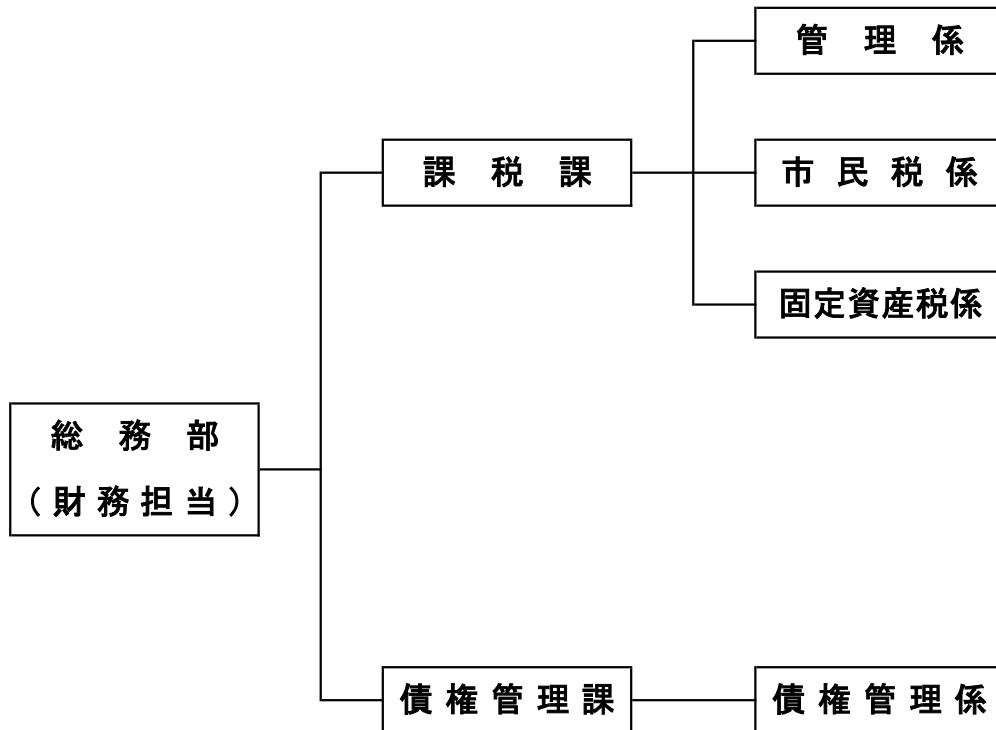 管理係
課税課
市民税係
固定資産税係
総務部
(財務担当)
債権管理課
債権管理係